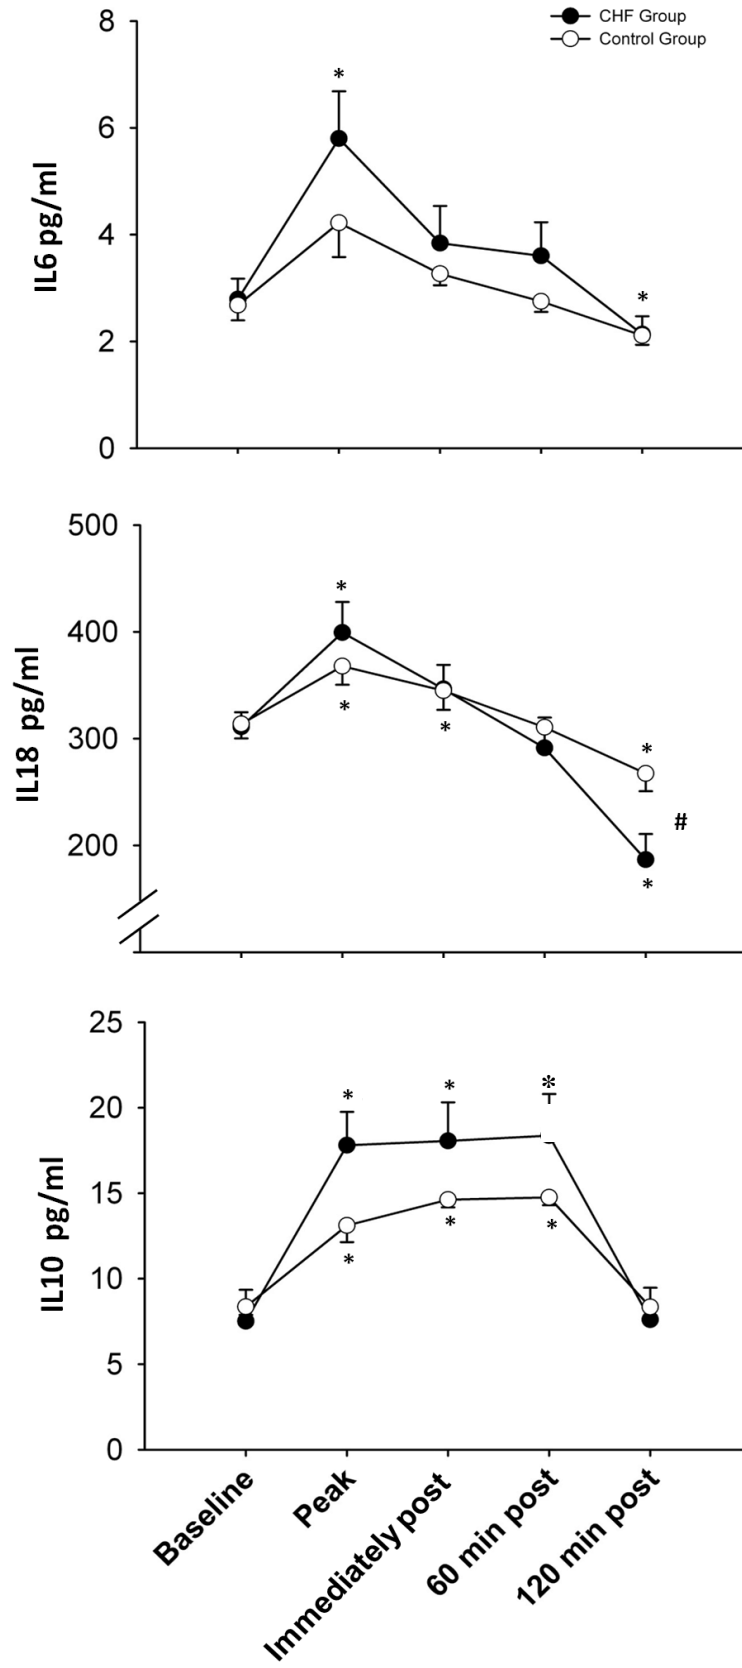 CHF Group
Control Group
8
*
6
4
*
2
0
IL6 pg/ml
500
*
400
*
*
300
*
#
200
*
IL18 pg/ml
25
*
*
*
20
15
*
*
*
10
5
0
IL10 pg/ml
Baseline
Peak
Immediately post
60 min post
120 min post